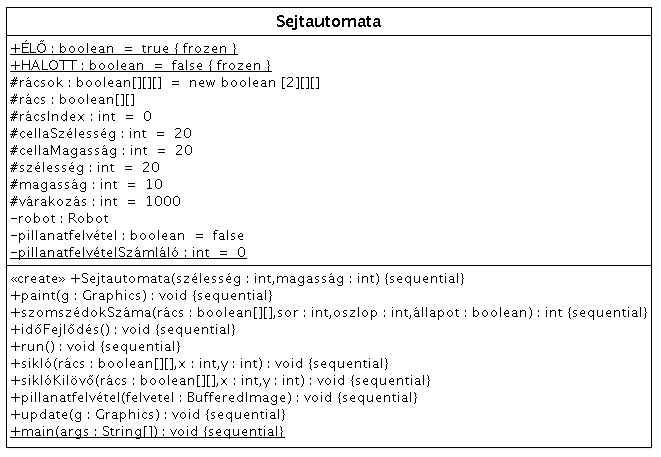 Sejtautomata
+ÉLŐ : boolean = true { frozen }
+HALOTT : boolean = false { frozen }
#rácsok : boolean[][][] = new boolean [2][][]
#rács : boolean[][]
#rácsIndex : int = 0
#cellaSzélesség : int = 20
#cellaMagasság : int = 20
#szélesség : int = 20
#magasság : int = 10
#várakozás : int = 1000
-robot : Robot
-pillanatfelvétel : boolean = false
-pillanatfelvételSzámláló : int = 0
«create» +Sejtautomata(szélesség : int,magasság : int) {sequential}
+paint(g : Graphics) : void {sequential}
+szomszédokSzáma(rács : boolean[][],sor : int,oszlop : int,állapot : boolean) : int {sequential}
+időFejlődés() : void {sequential}
+run() : void {sequential}
+sikló(rács : boolean[][],x : int,y : int) : void {sequential}
+siklóKilövő(rács : boolean[][],x : int,y : int) : void {sequential}
+pillanatfelvétel(felvetel : BufferedImage) : void {sequential}
+update(g : Graphics) : void {sequential}
+main(args : String[]) : void {sequential}